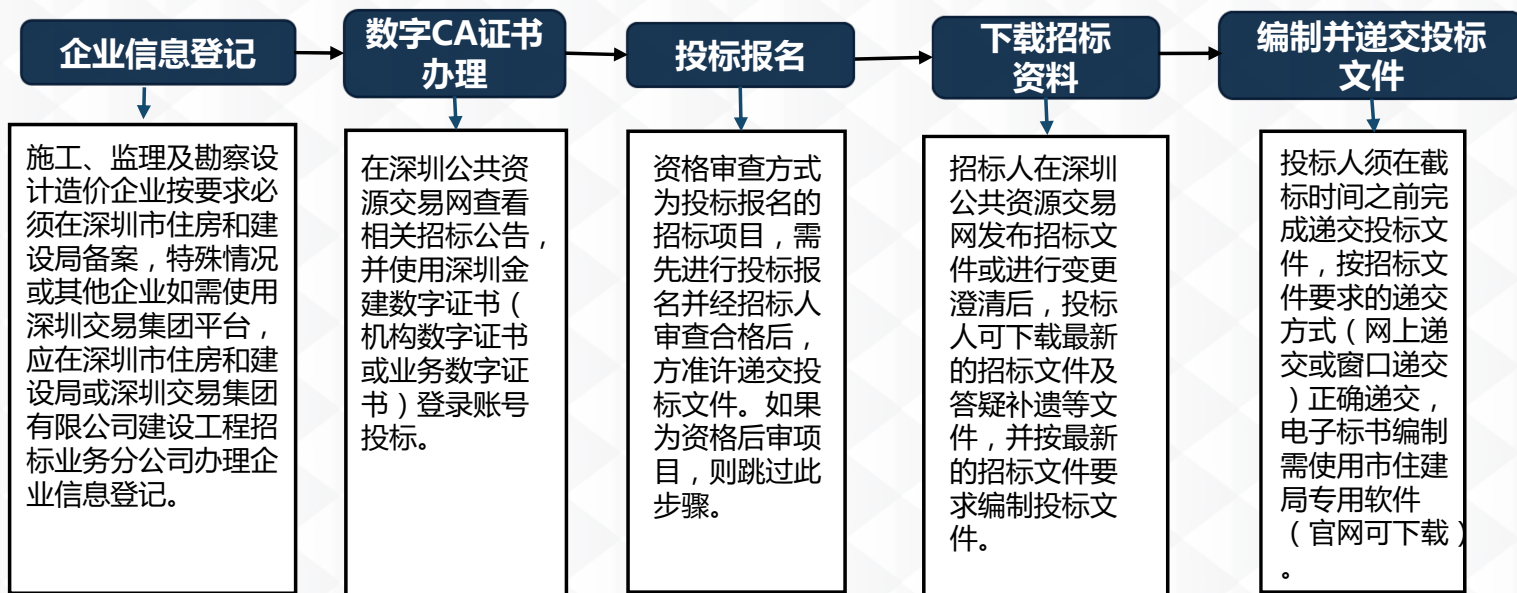 企业信息登记
数字CA证书
办理
投标报名
下载招标
资料
编制并递交投标
文件
施工、监理及勘察设
计造价企业按要求必
须在深圳市住房和建
设局备案，特殊情况
或其他企业如需使用
深圳交易集团平台，
应在深圳市住房和建
设局或深圳交易集团
有限公司建设工程招
标业务分公司办理企
业信息登记。
在深圳公共资
源交易网查看
相关招标公告，
并使用深圳金
建数字证书（
机构数字证书
或业务数字证
书）登录账号
投标。
资格审查方式
为投标报名的
招标项目，需
先进行投标报
名并经招标人
审查合格后，
方准许递交投
标文件。如果
为资格后审项
目，则跳过此
步骤。
招标人在深圳
公共资源交易
网发布招标文
件或进行变更
澄清后，投标
人可下载最新
的招标文件及
答疑补遗等文
件，并按最新
的招标文件要
求编制投标文
件。
投标人须在截
标时间之前完
成递交投标文
件，按招标文
件要求的递交
方式（网上递
交或窗口递交
）正确递交，
电子标书编制
需使用市住建
局专用软件
（官网可下载）
。